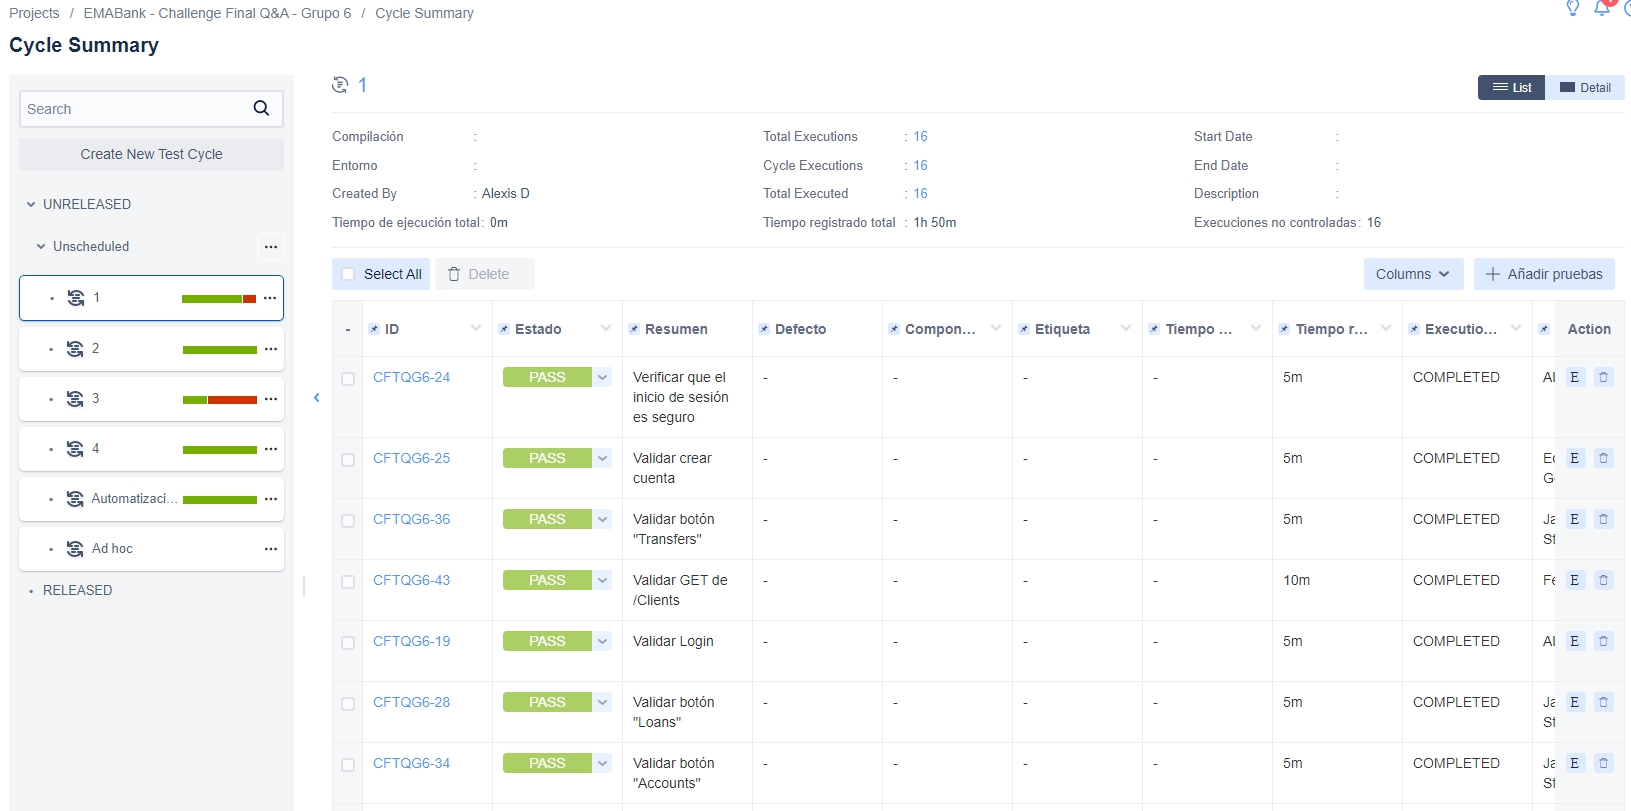 Projects / EMABank - Challenge Final Q&A - Grupo 6 / Cycle Summary
Cycle Summary
Search
Create New Test Cycle
UNRELEASED
Unscheduled
1
2
3
4
Automatizaci...
Ad hoc
RELEASED
1
List
Detail
Compilación :
Total Executions : 16
Start Date :
Entorno :
Cycle Executions : 16
End Date :
Created By : Alexis D
Total Executed : 16
Description :
Tiempo de ejecución total : 0m
Tiempo registrado total : 1h 50m
Execuciones no controladas : 16
Select All
Delete
Columns
Añadir pruebas
- ID Estado Resumen Defecto Compon... Etiqueta Tiempo ... Tiempo r... Executio... Action
CFTQG6-24 PASS Verificar que el - - - - 5m COMPLETED Al E
inicio de sesión
es seguro
CFTQG6-25 PASS Validar crear - - - - 5m COMPLETED E
cuenta
CFTQG6-36 PASS Validar botón - - - - 5m COMPLETED Ja E
"Transfers" St
CFTQG6-43 PASS Validar GET de - - - - 10m COMPLETED Fe E
/Clients
CFTQG6-19 PASS Validar Login - - - - 5m COMPLETED Al E
CFTQG6-28 PASS Validar botón - - - - 5m COMPLETED Ja E
"Loans" St
CFTQG6-34 PASS Validar botón - - - - 5m COMPLETED Ja E
"Accounts" St